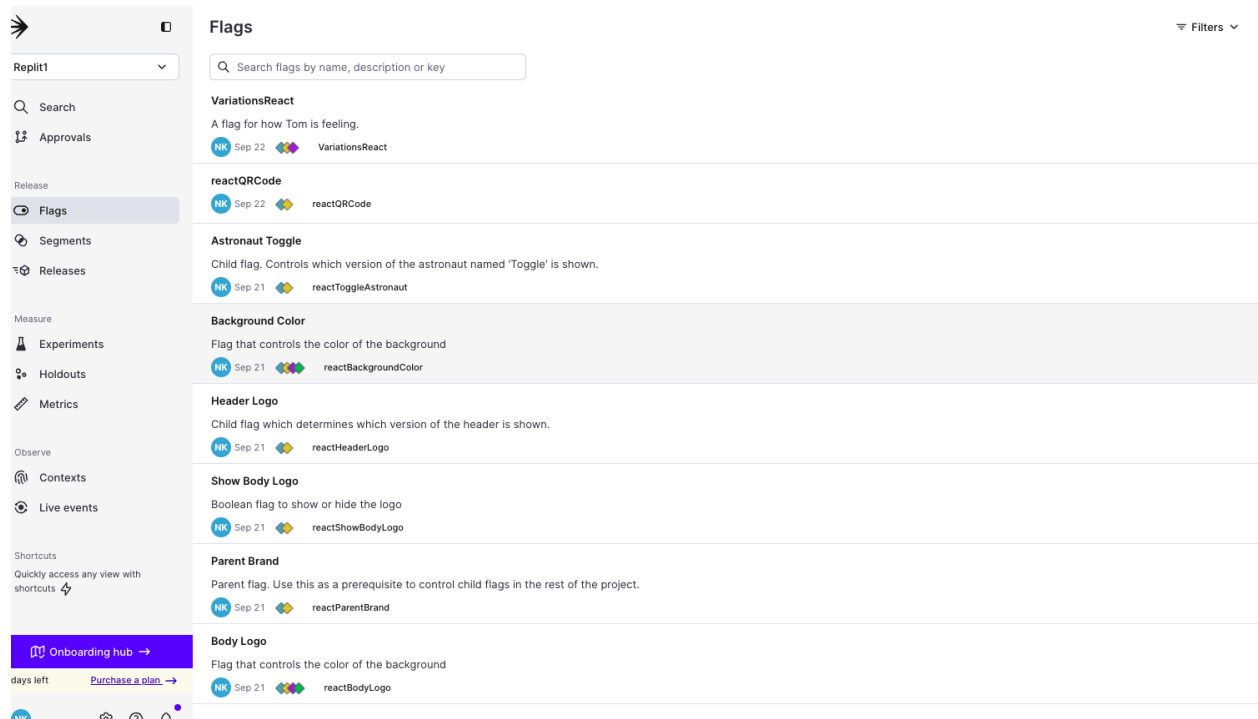 Flags
Filters
Replit1
Search flags by name, description or key
Search
Approvals
Release
Flags
Segments
Releases
Measure
Experiments
Holdouts
Metrics
Observe
Contexts
Live events
Shortcuts
Quickly access any view with
shortcuts
Onboarding hub →
days left
Purchase a plan →
NK
VariationsReact
A flag for how Tom is feeling.
NK Sep 22 VariationsReact
reactQRCode
NK Sep 22 reactQRCode
Astronaut Toggle
Child flag. Controls which version of the astronaut named 'Toggle' is shown.
NK Sep 21 reactToggleAstronaut
Background Color
Flag that controls the color of the background
NK Sep 21 reactBackgroundColor
Header Logo
Child flag which determines which version of the header is shown.
NK Sep 21 reactHeaderLogo
Show Body Logo
Boolean flag to show or hide the logo
NK Sep 21 reactShowBodyLogo
Parent Brand
Parent flag. Use this as a prerequisite to control child flags in the rest of the project.
NK Sep 21 reactParentBrand
Body Logo
Flag that controls the color of the background
NK Sep 21 reactBodyLogo